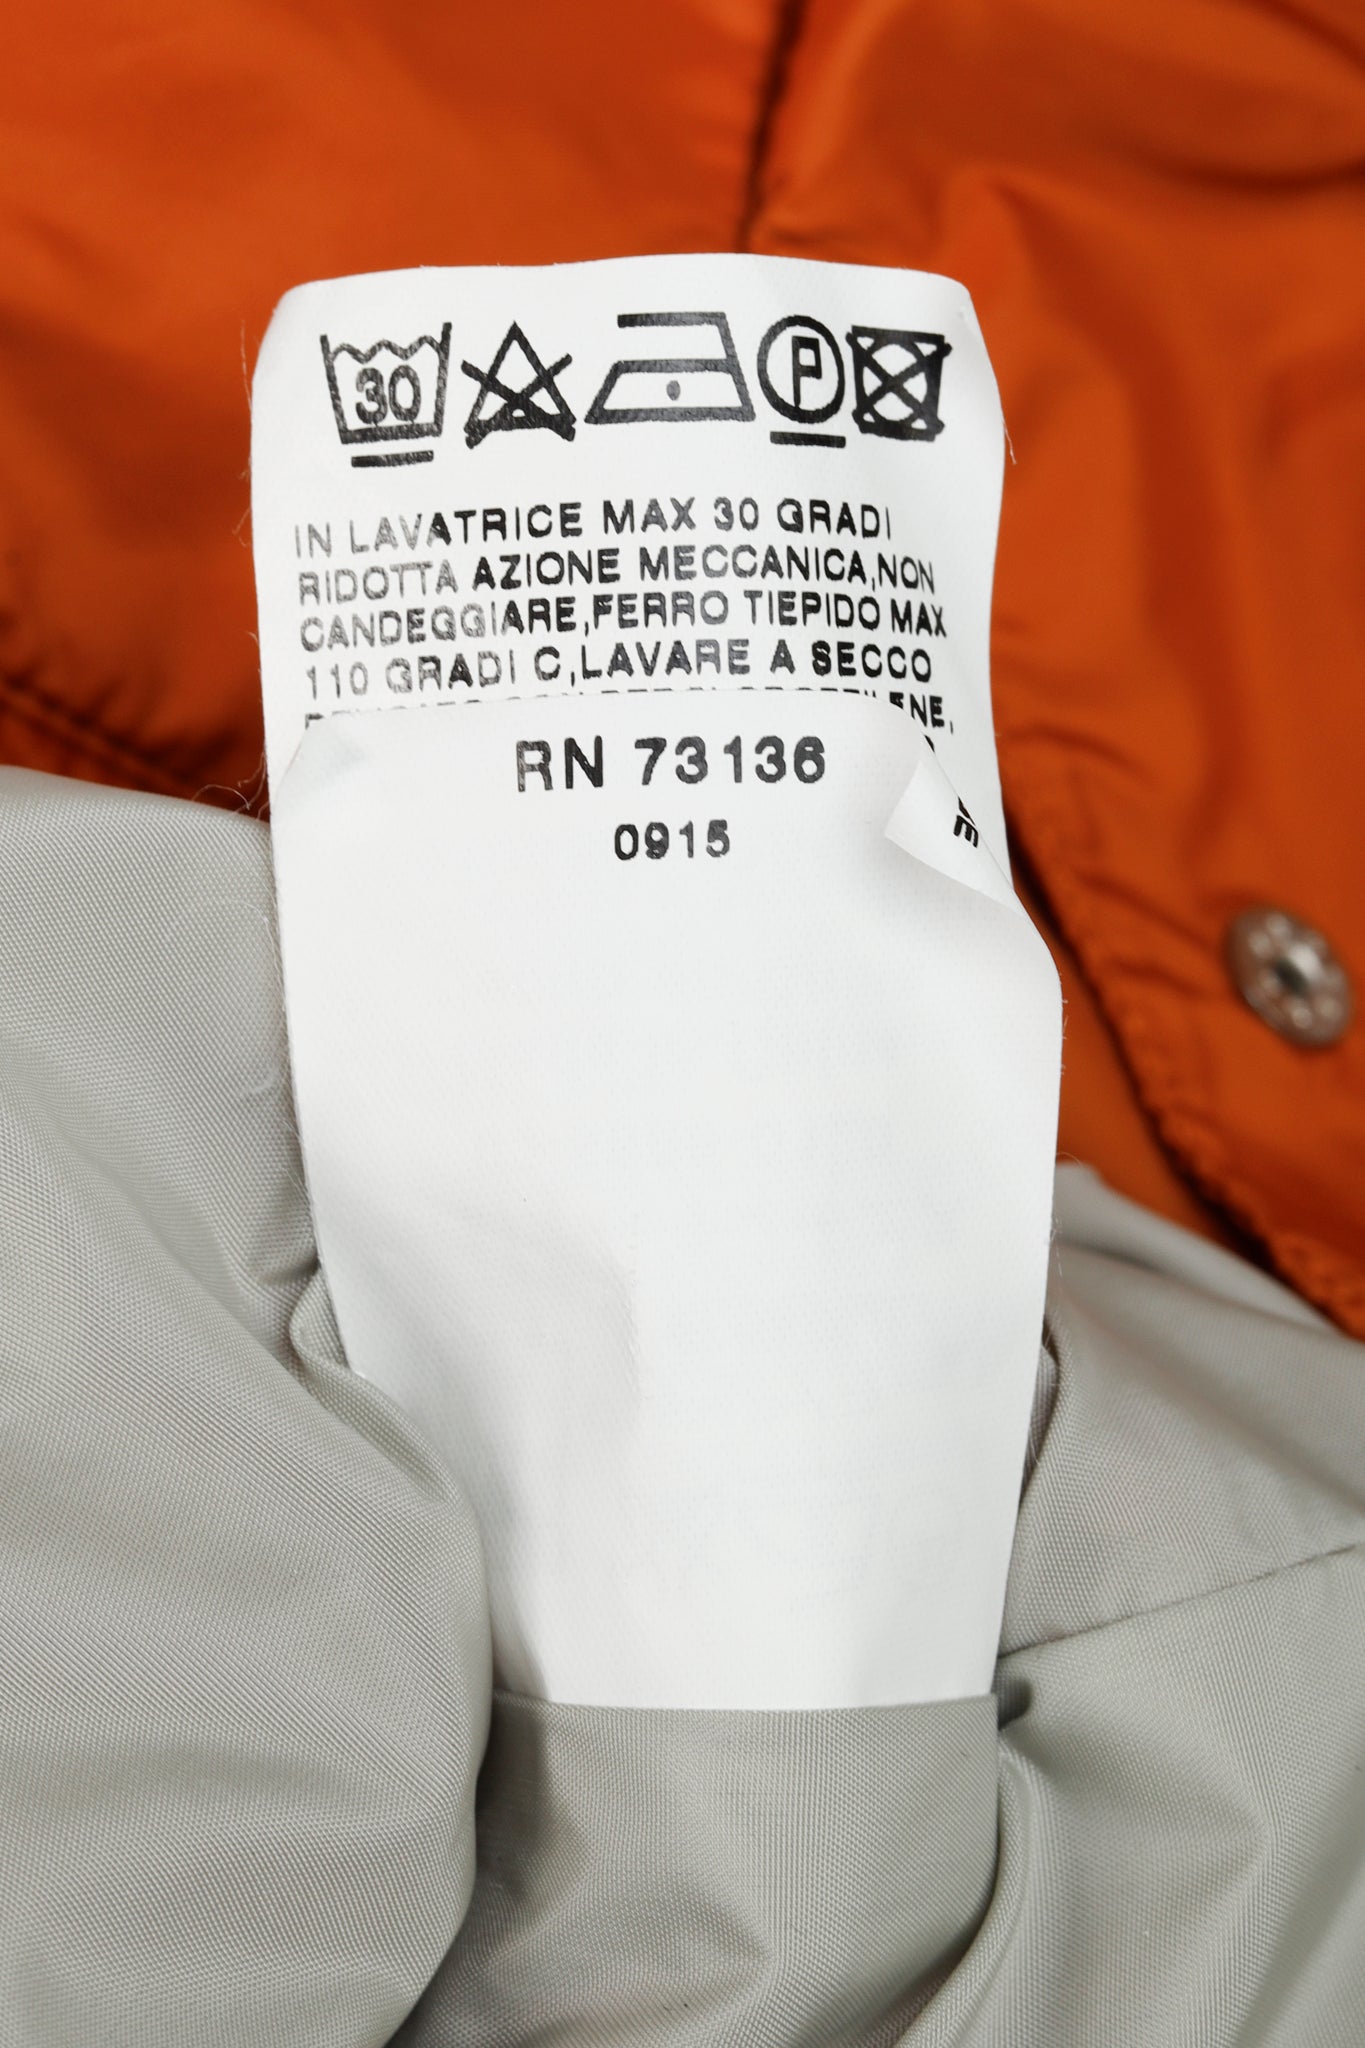 30
P
IN LAVATRICE MAX 30 GRADI
RIDOTTA AZIONE MECCANICA,NON
CANDEGGIARE,FERRO TIEPIDO MAX
110 GRADI C,LAVARE A SECCO
RN 73136
0915